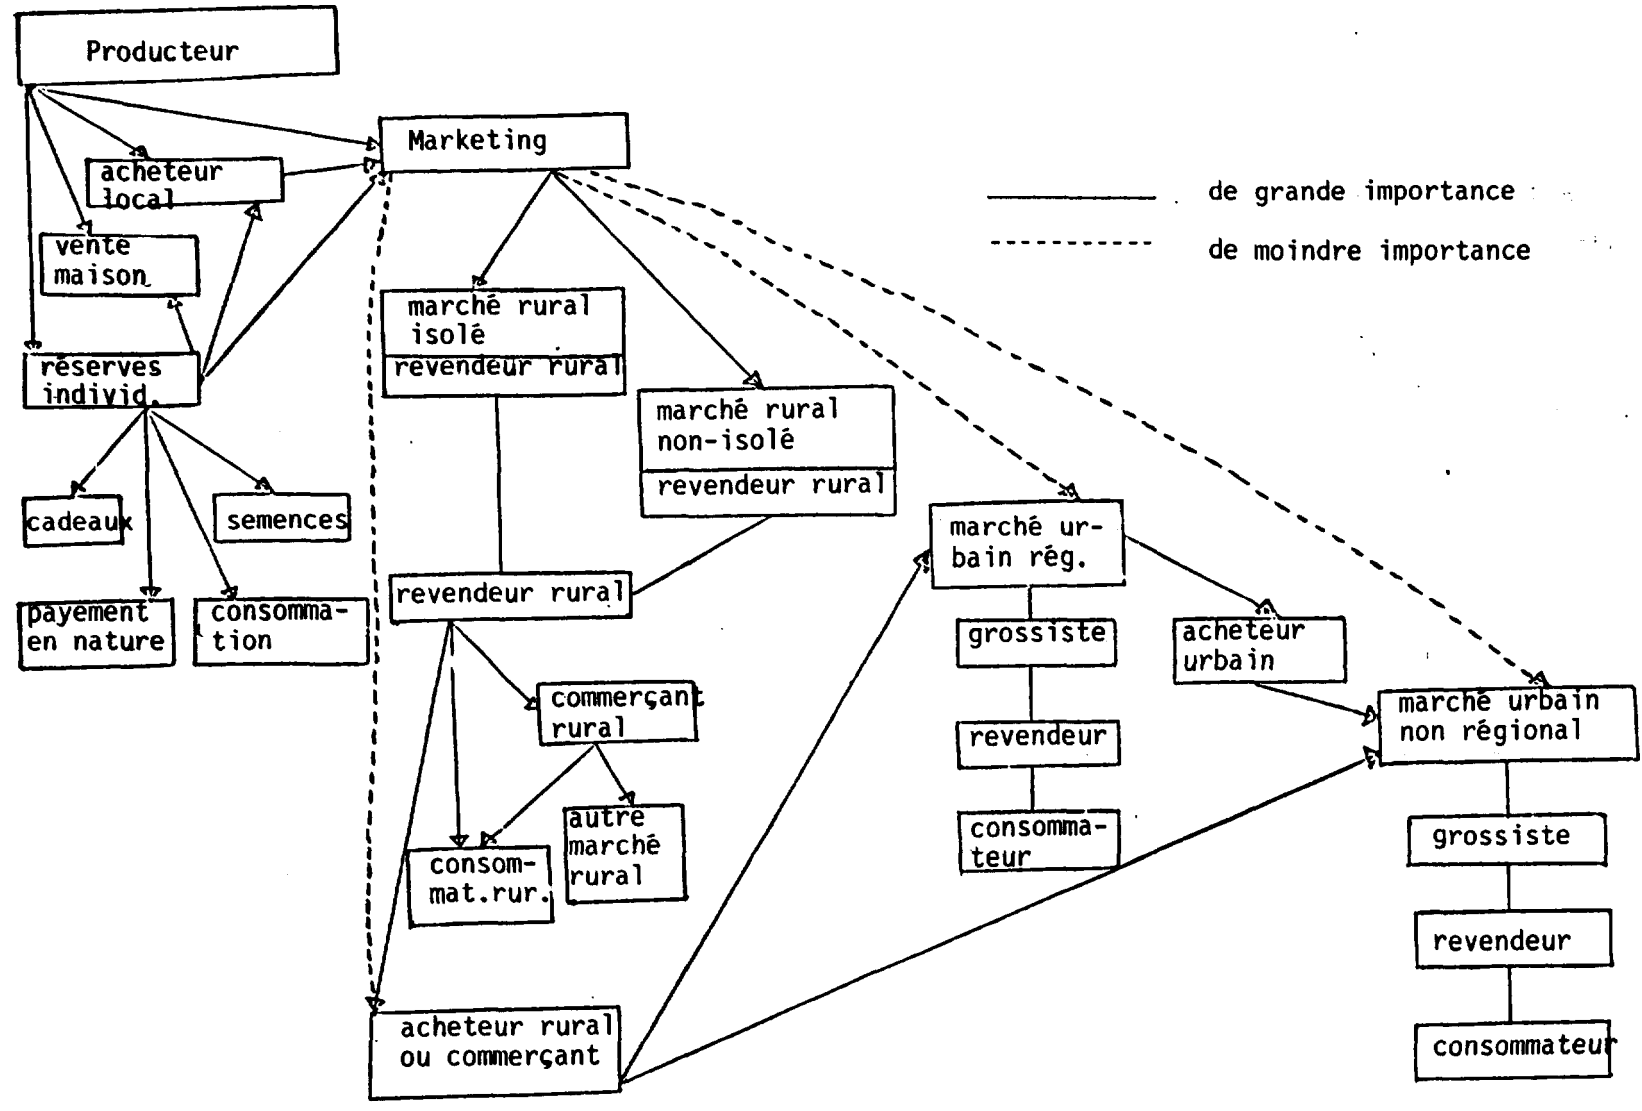 Producteur
Marketing
acheteur
local
vente
maison
réserves
individ.
cadeaux
semences
payement
en nature
consomma-
tion
de grande importance
de moindre importance
marché rural
isolé
revendeur rural
marché rural
non-isolé
revendeur rural
revendeur rural
commerçant
rural
autre
marché
rural
consom-
mat.rur.
acheteur rural
ou commerçant
marché ur-
bain rég.
grossiste
revendeur
consomma-
teur
acheteur
urbain
marché urbain
non régional
grossiste
revendeur
consommateur